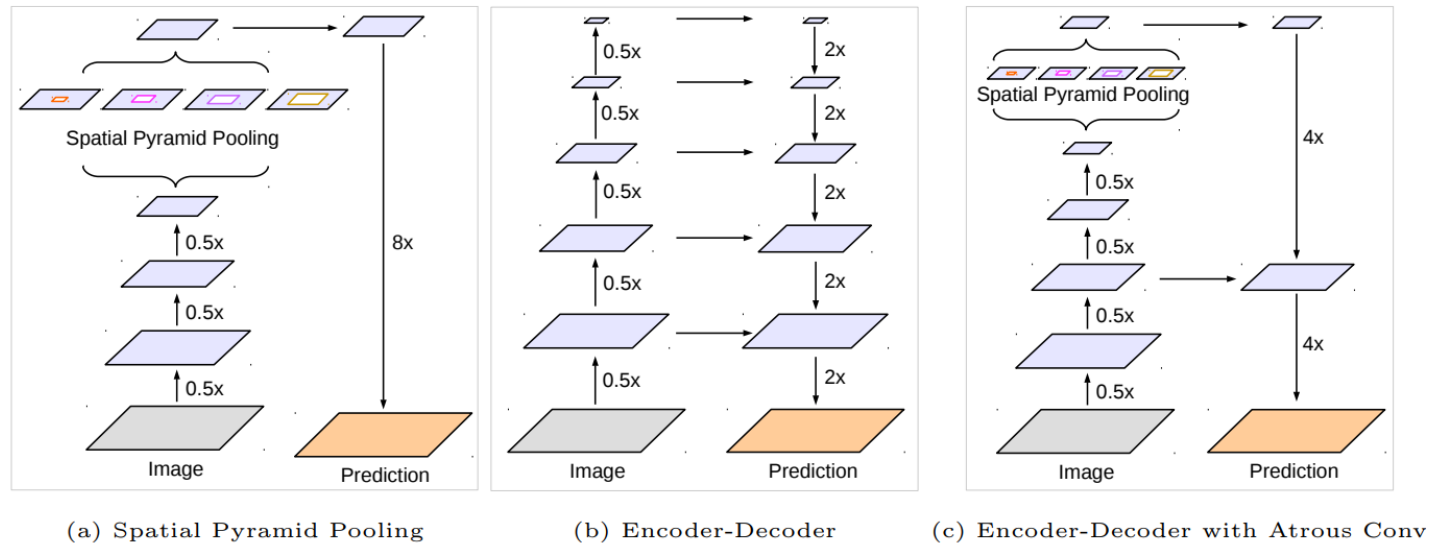 Spatial Pyramid Pooling
0.5x
0.5x
0.5x
8x
Image
Prediction
(a) Spatial Pyramid Pooling
0.5x
2x
0.5x
2x
0.5x
2x
0.5x
2x
0.5x
2x
Image
Prediction
(b) Encoder-Decoder
Spatial Pyramid Pooling
4x
0.5x
0.5x
0.5x
4x
0.5x
Image
Prediction
(c) Encoder-Decoder with Atrous Conv